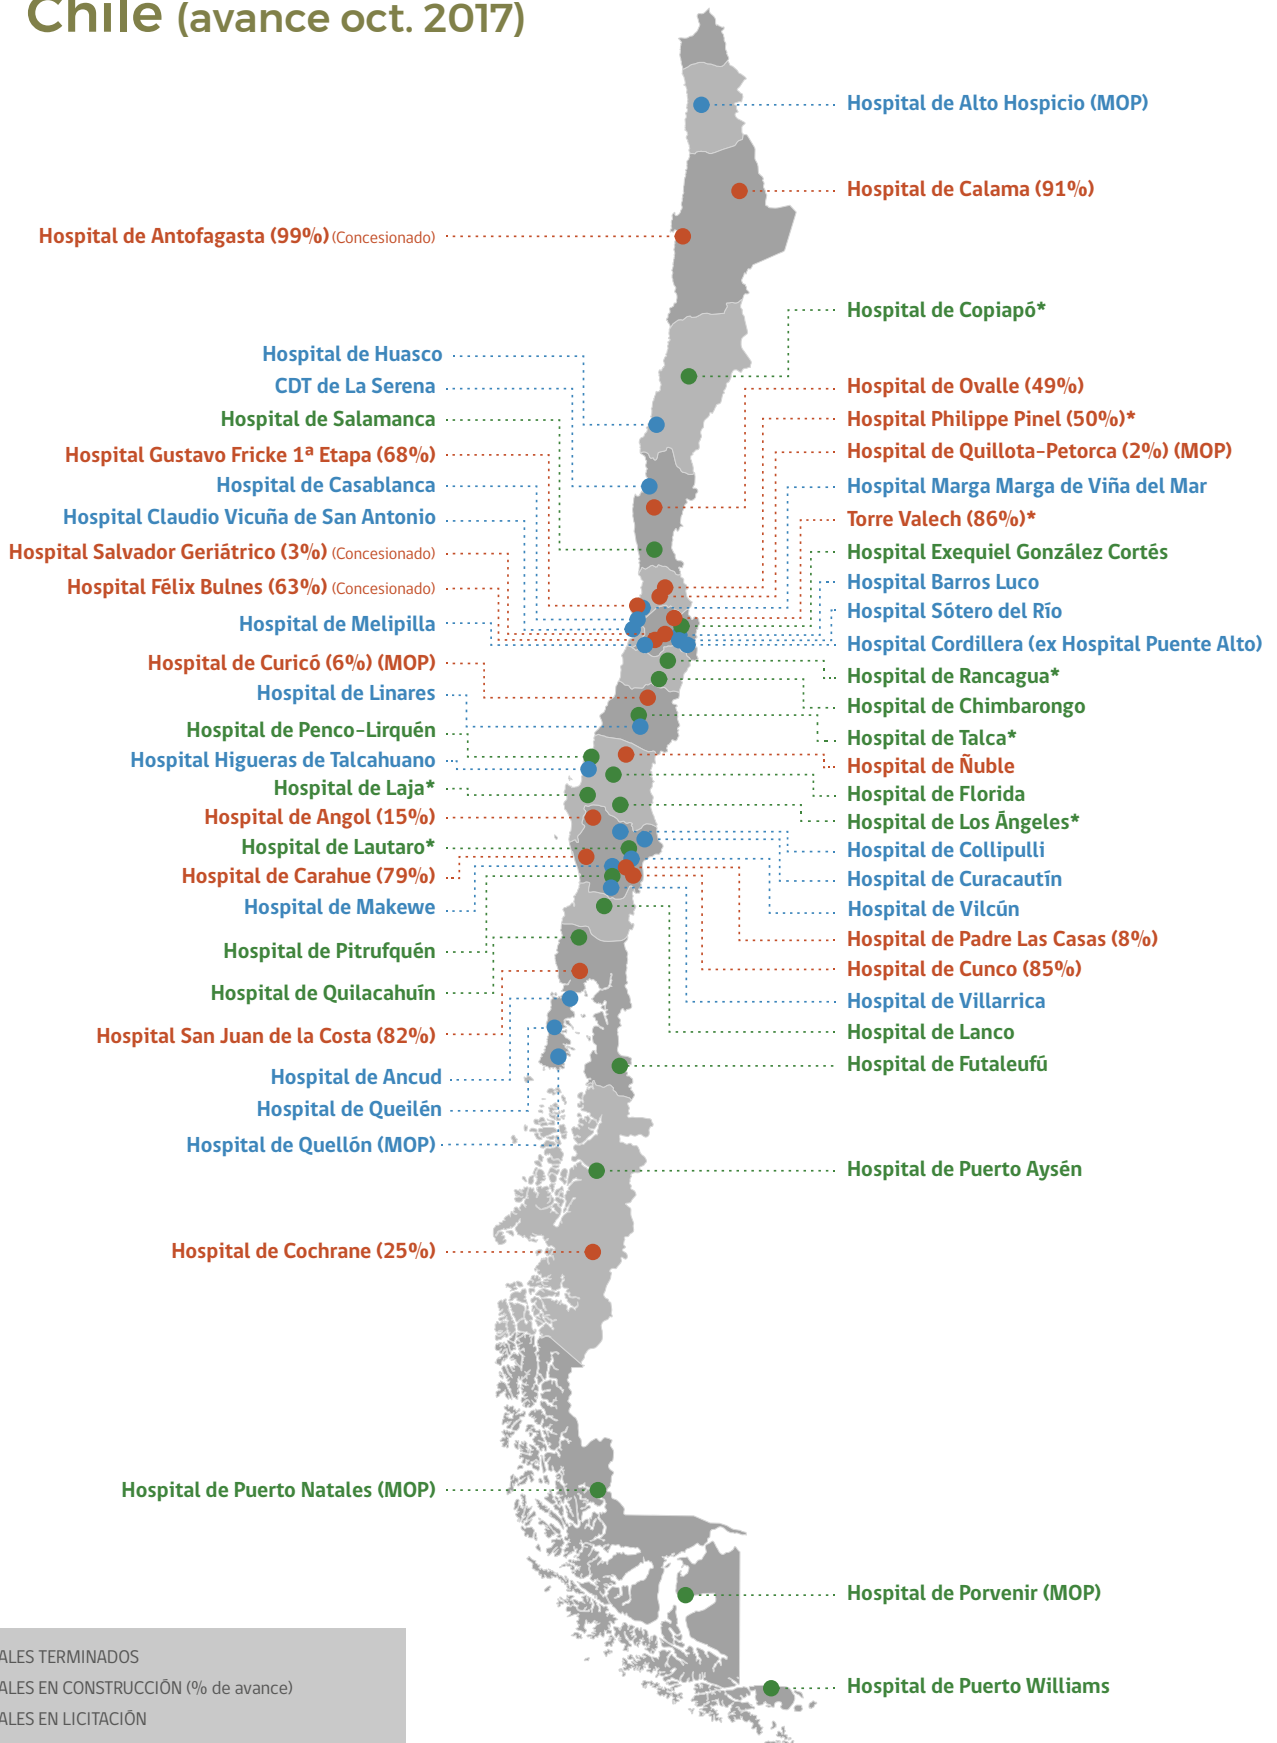 Chile (avance oct. 2017)
Hospital de Alto Hospicio (MOP)
Hospital de Calama (91%)
Hospital de Antofagasta (99%) (Concesionado)
Hospital de Copiapó*
Hospital de Huasco
CDT de La Serena
Hospital de Salamanca
Hospital Gustavo Fricke 1ª Etapa (68%)
Hospital de Casablanca
Hospital Claudio Vicuña de San Antonio
Hospital Salvador Geriátrico (3%) (Concesionado)
Hospital Félix Bulnes (63%) (Concesionado)
Hospital de Melipilla
Hospital de Curicó (6%) (MOP)
Hospital de Linares
Hospital de Penco-Lirquén
Hospital Higueras de Talcahuano
Hospital de Laja*
Hospital de Angol (15%)
Hospital de Lautaro*
Hospital de Carahue (79%)
Hospital de Makewe
Hospital de Pitrufquén
Hospital de Quilacahuín
Hospital San Juan de la Costa (82%)
Hospital de Ancud
Hospital de Queilén
Hospital de Quellón (MOP)
Hospital de Ovalle (49%)
Hospital Philippe Pinel (50%)*
Hospital de Quillota-Petorca (2%) (MOP)
Hospital Marga Marga de Viña del Mar
Torre Valech (86%)*
Hospital Exequiel González Cortés
Hospital Barros Luco
Hospital Sótero del Río
Hospital Cordillera (ex Hospital Puente Alto)
Hospital de Rancagua*
Hospital de Chimbarongo
Hospital de Talca*
Hospital de Ñuble
Hospital de Florida
Hospital de Los Ángeles*
Hospital de Collipulli
Hospital de Curacautín
Hospital de Vilcún
Hospital de Padre Las Casas (8%)
Hospital de Cunco (85%)
Hospital de Villarrica
Hospital de Lanco
Hospital de Futaleufú
Hospital de Puerto Aysén
Hospital de Cochrane (25%)
Hospital de Puerto Natales (MOP)
Hospital de Porvenir (MOP)
Hospital de Puerto Williams
ALES TERMINADOS
ALES EN CONSTRUCCIÓN (% de avance)
ALES EN LICITACIÓN